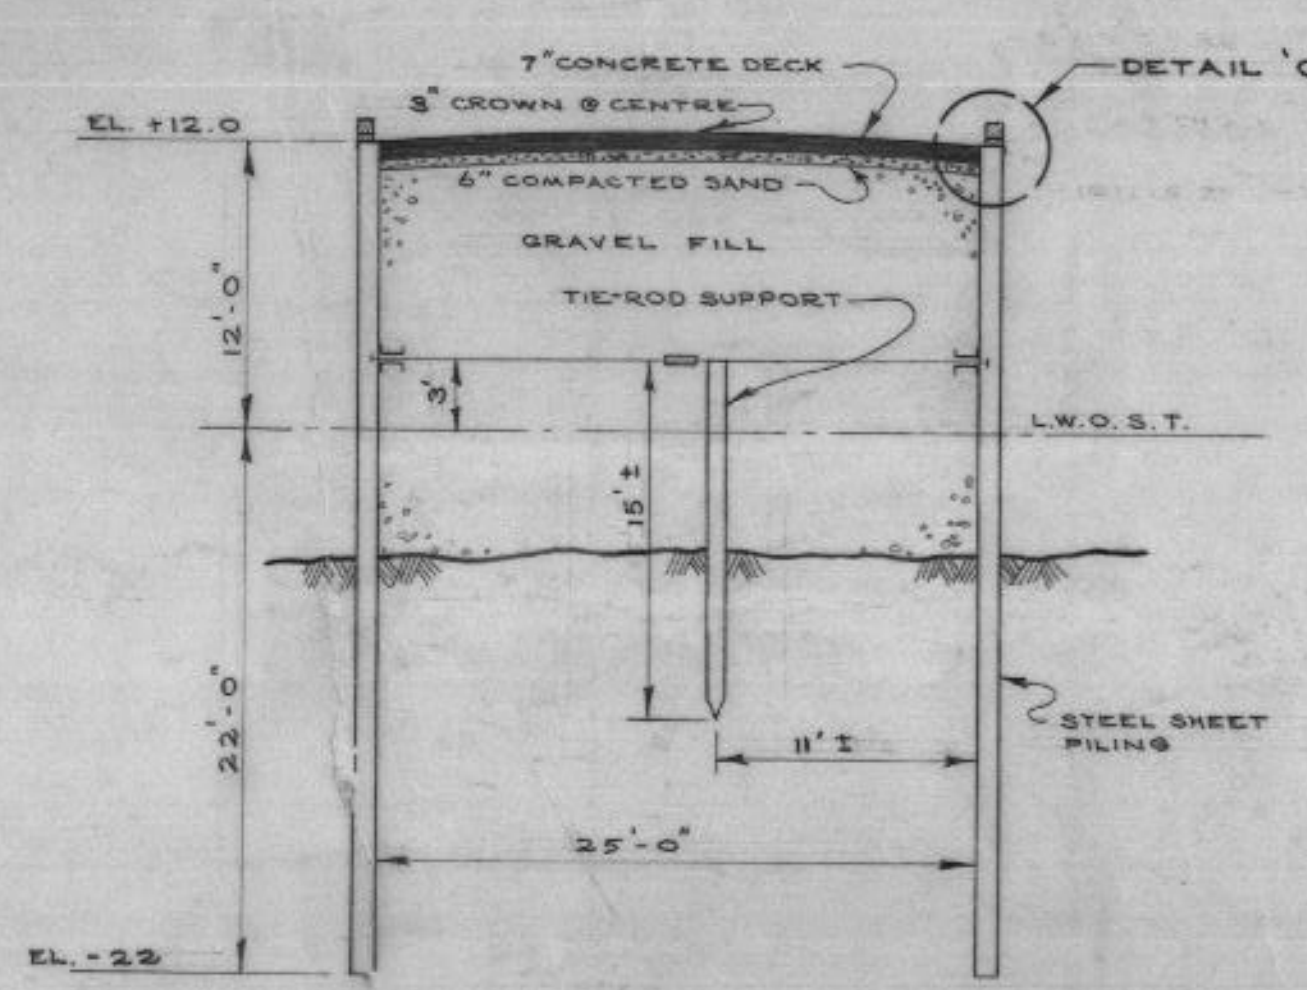 7" CONCRETE DECK
DETAIL
3" CROWN @ CENTRE
EL. +12.0
6" COMPACTED SAND
GRAVEL FILL
TIE-ROD SUPPORT
12'-0"
3'
L.W.O.S.T.
15' ±
22'-0"
STEEL SHEET
PILING
11' ±
25'-0"
EL. -22